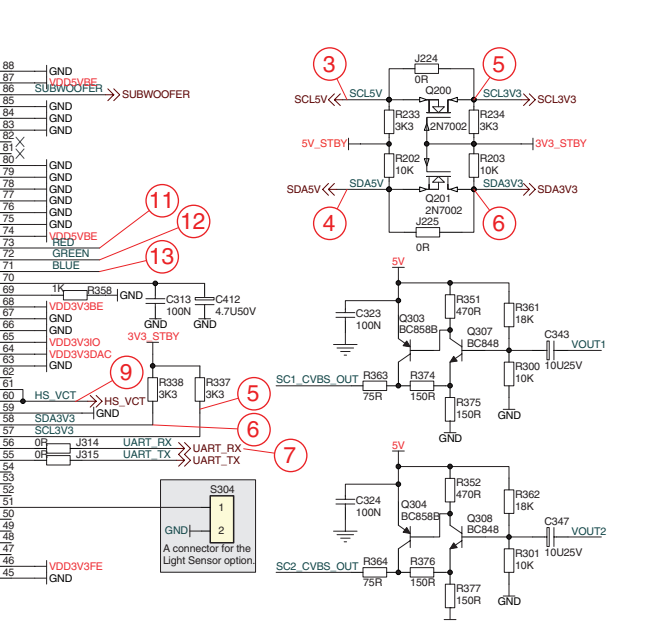 88 GND
87 VDD5VBE
86 SUBWOOFER SUBWOOFER
85 GND
84 GND
83 GND
82
81
80 GND
79 GND
78 GND
77 GND
76 GND
75 GND
74 VDD5VBE
73 RED 11
72 GREEN 12
71 BLUE 13
70
69 1K R358 GND
68 VDD3V3BE
67 GND
66 GND
65 VDD3V3IO
64 VDD3V3DAC
63 GND
62
61
60 HS_VCT HS_VCT 9
59 GND
58 SDA3V3 6
57 SCL3V3 5
56 0R J314 UART_RX UART_RX 7
55 0R J315 UART_TX UART_TX
54
53
52
51
50
49
48
47
46 VDD3V3FE
45 GND
C313
100N
GND
C412
4.7U50V
GND
3V3_STBY
R338
3K3
R337
3K3
S304
1
GND 2
A connector for the
Light Sensor option.
3 J224 5
0R
SCL5V SCL5V Q200 SCL3V3 SCL3V3
R233 2N7002 R234
3K3 3K3
5V_STBY 3V3_STBY
R202 R203
10K 10K
SDA5V SDA5V Q201 SDA3V3 SDA3V3
2N7002
4 J225 6
0R
5V
C323
100N
Q303
BC858B
R351
470R
Q307
BC848
R361
18K
C343
10U25V
VOUT1
R300
10K
SC1_CVBS_OUT R363 R374
75R 150R
R375
150R
GND
GND
5V
C324
100N
Q304
BC858B
R352
470R
Q308
BC848
R362
18K
C347
10U25V
VOUT2
R301
10K
SC2_CVBS_OUT R364 R376
75R 150R
R377
150R
GND